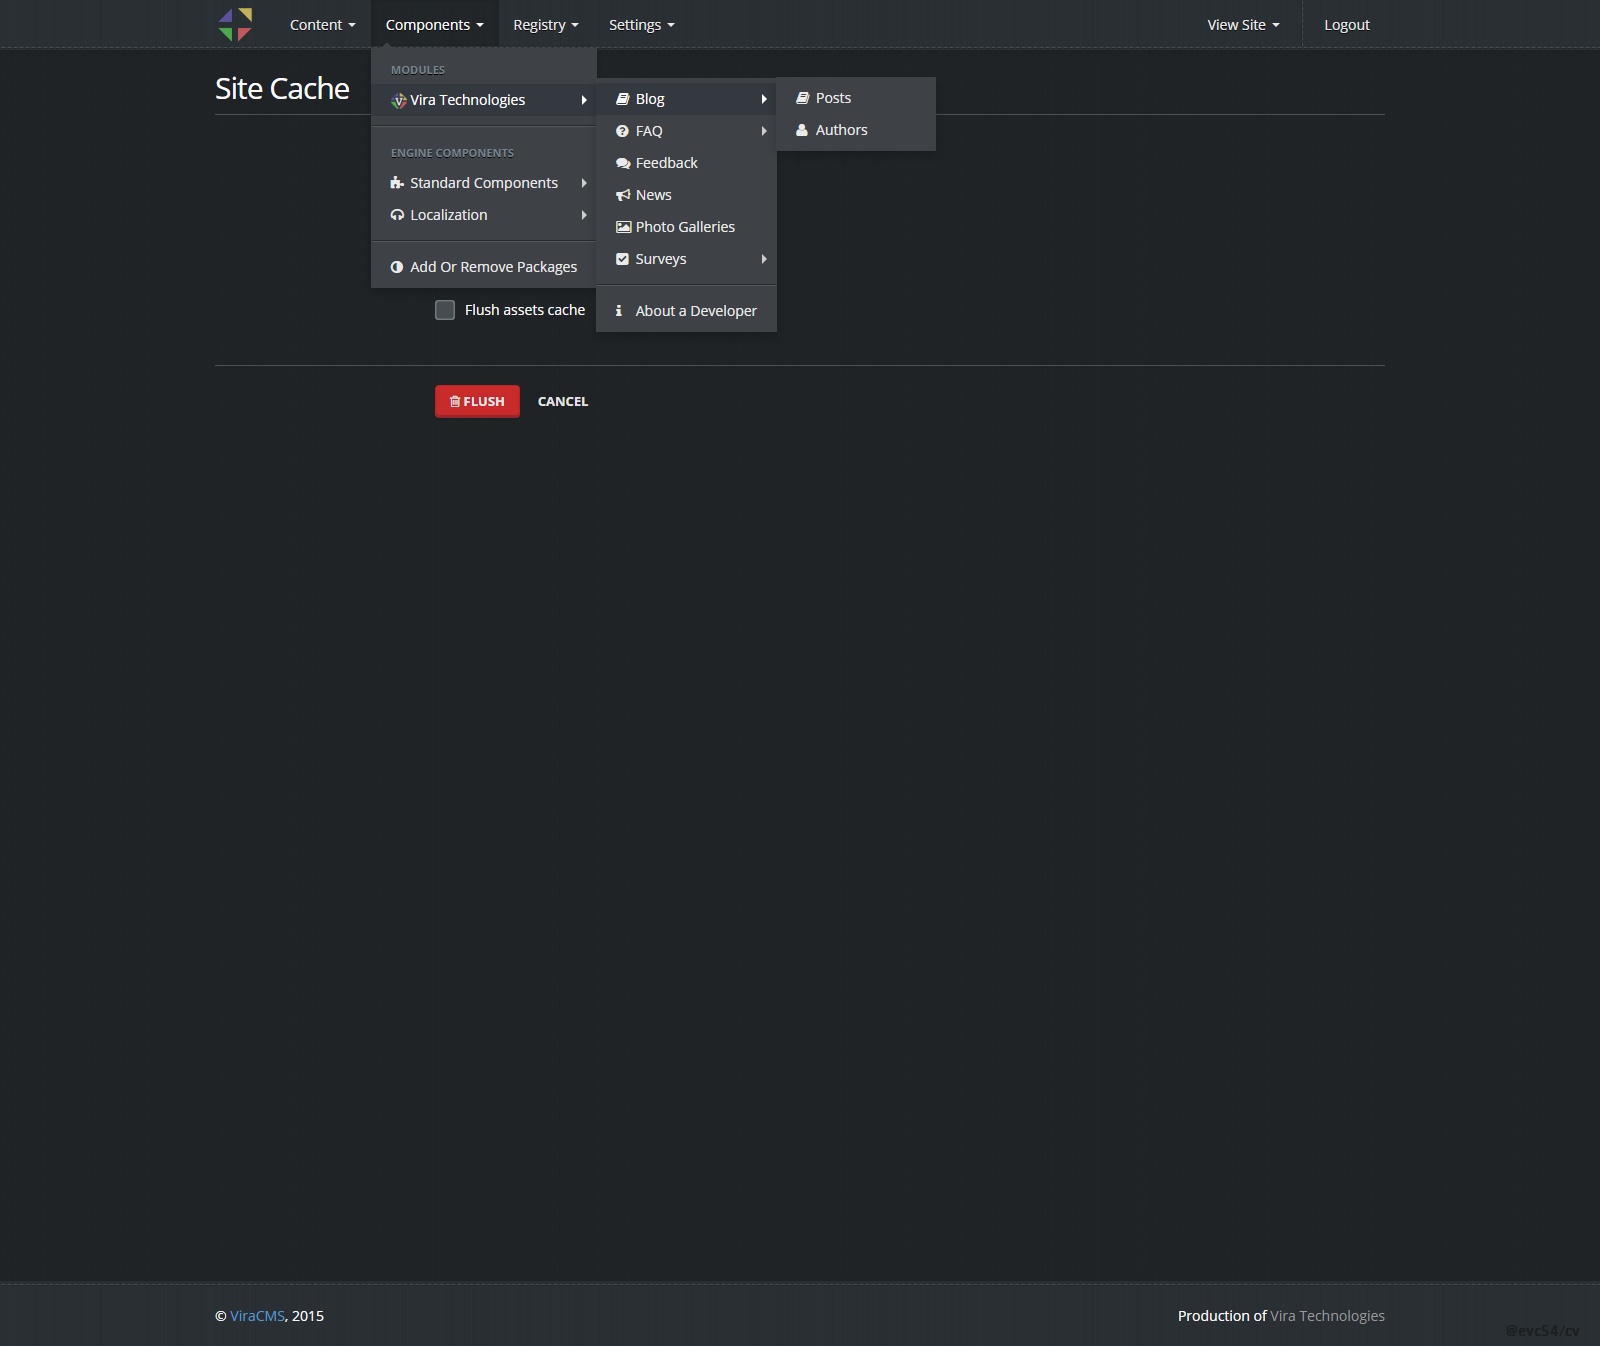 Content
Components
Registry
Settings
View Site
Logout
Site Cache
MODULES
Vira Technologies
ENGINE COMPONENTS
Standard Components
Localization
Add Or Remove Packages
Blog
FAQ
Feedback
News
Photo Galleries
Surveys
About a Developer
Posts
Authors
Flush assets cache
FLUSH
CANCEL
© ViraCMS, 2015
Production of Vira Technologies
@evc54/cv